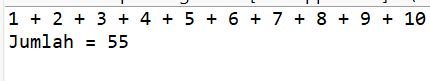 1 + 2 + 3 + 4 + 5 + 6 + 7 + 8 + 9 + 10
Jumlah = 55